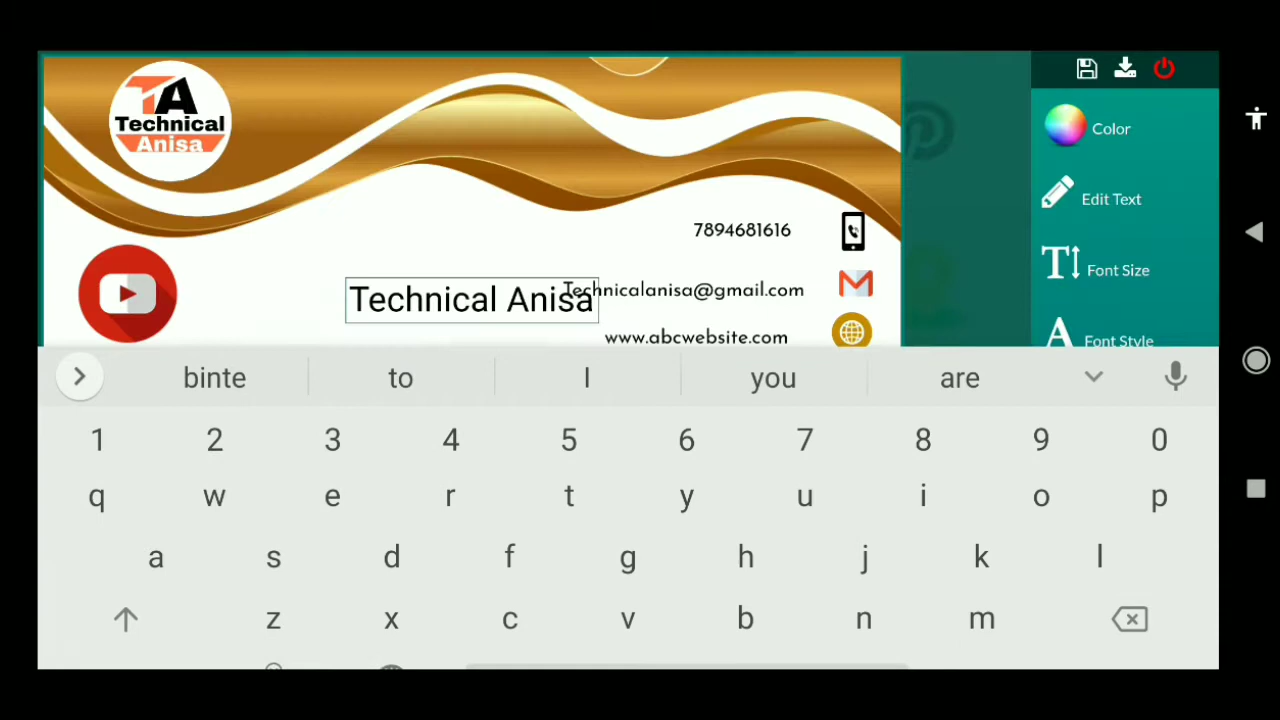 TA
Technical
Anisa
7894681616
Technical Anisa
Technicalanisa@gmail.com
www.abcwebsite.com
Color
Edit Text
Font Size
Font Style
binte to I you are
1 2 3 4 5 6 7 8 9 0
q w e r t y u i o p
a s d f g h j k l
z x c v b n m